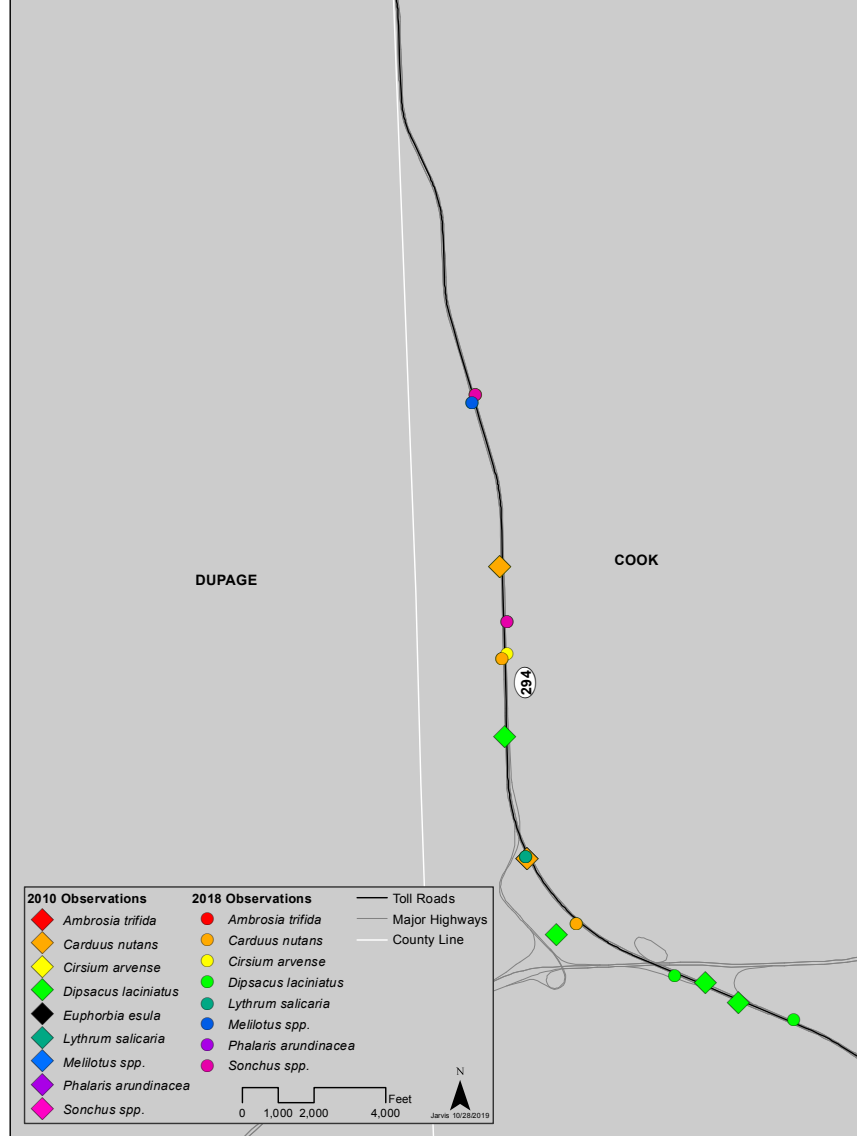 COOK
DUPAGE
294
2010 Observations
Ambrosia trifida
Carduus nutans
Cirsium arvense
Dipsacus laciniatus
Euphorbia esula
Lythrum salicaria
Melilotus spp.
Phalaris arundinacea
Sonchus spp.
2018 Observations
Ambrosia trifida
Carduus nutans
Cirsium arvense
Dipsacus laciniatus
Lythrum salicaria
Melilotus spp.
Phalaris arundinacea
Sonchus spp.
Toll Roads
Major Highways
County Line
0 1,000 2,000 4,000
Feet
N
Jarvis 10/28/2019